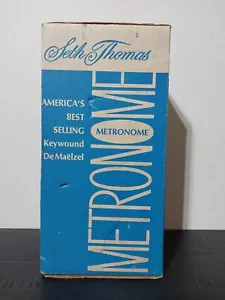 Seth Thomas
AMERICA'S
BEST
SELLING
METRONOME
Keywound
De Maëlzel
METRONOME